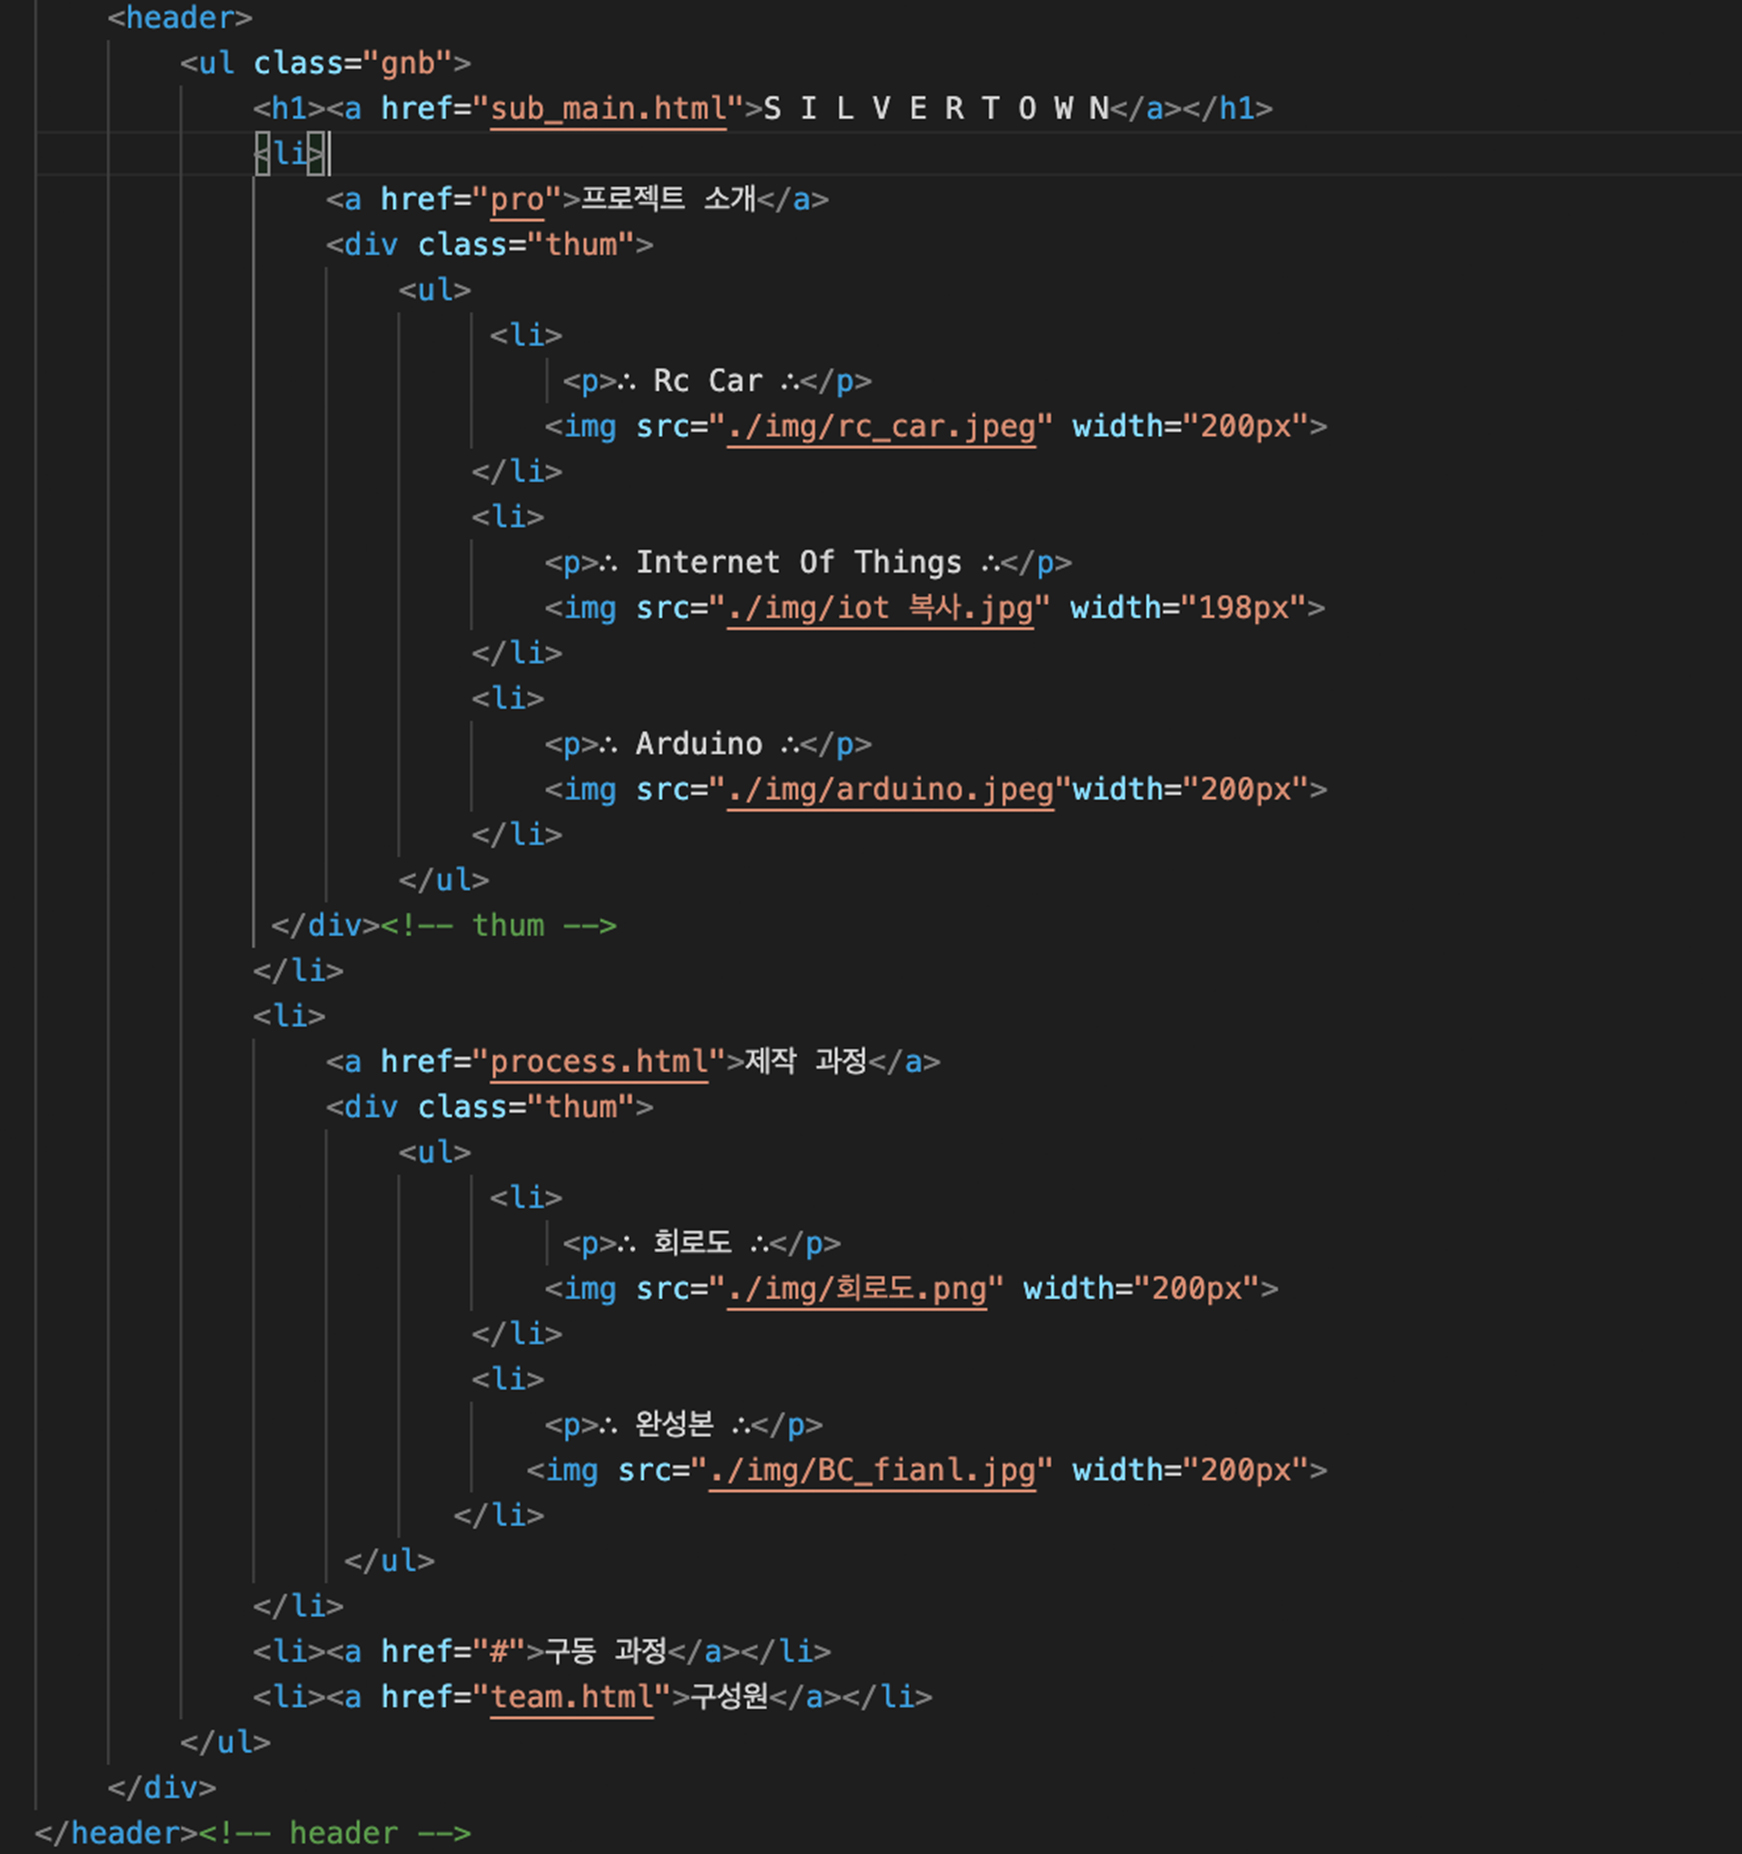 <header>
<ul class="gnb">
<h1><a href="sub_main.html">S I L V E R T O W N</a></h1>
<li>
<a href="pro">프로젝트 소개</a>
<div class="thum">
<ul>
<li>
<p>∴ Rc Car ∴</p>
<img src="./img/rc_car.jpeg" width="200px">
</li>
<li>
<p>∴ Internet Of Things ∴</p>
<img src="./img/iot 복사.jpg" width="198px">
</li>
<li>
<p>∴ Arduino ∴</p>
<img src="./img/arduino.jpeg"width="200px">
</li>
</ul>
</div><!-- thum -->
</li>
<li>
<a href="process.html">제작 과정</a>
<div class="thum">
<ul>
<li>
<p>∴ 회로도 ∴</p>
<img src="./img/회로도.png" width="200px">
</li>
<li>
<p>∴ 완성본 ∴</p>
<img src="./img/BC_fianl.jpg" width="200px">
</li>
</ul>
</li>
<li><a href="#">구동 과정</a></li>
<li><a href="team.html">구성원</a></li>
</ul>
</div>
</header><!-- header -->